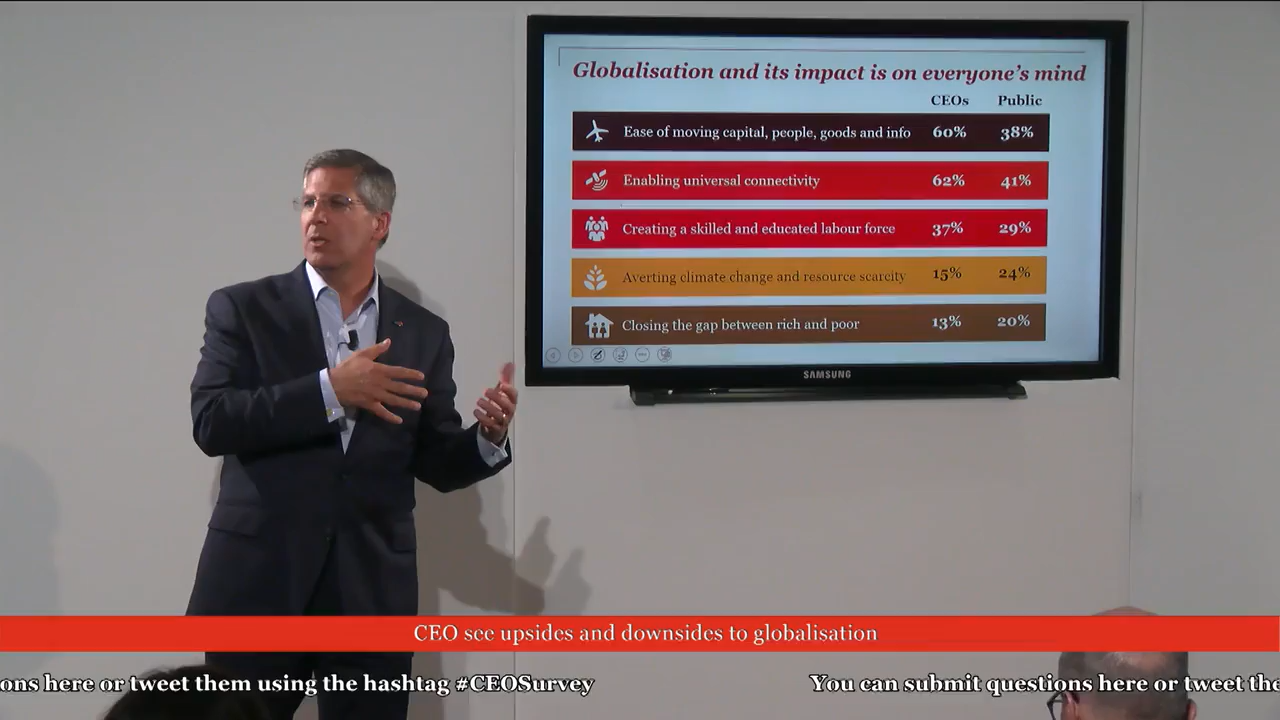 Globalisation and its impact is on everyone's mind
CEOs Public
Ease of moving capital, people, goods and info 60% 38%
Enabling universal connectivity 62% 41%
Creating a skilled and educated labour force 37% 29%
Averting climate change and resource scarcity 15% 24%
Closing the gap between rich and poor 13% 20%
SAMSUNG
CEO see upsides and downsides to globalisation
ons here or tweet them using the hashtag #CEOSurvey You can submit questions here or tweet the